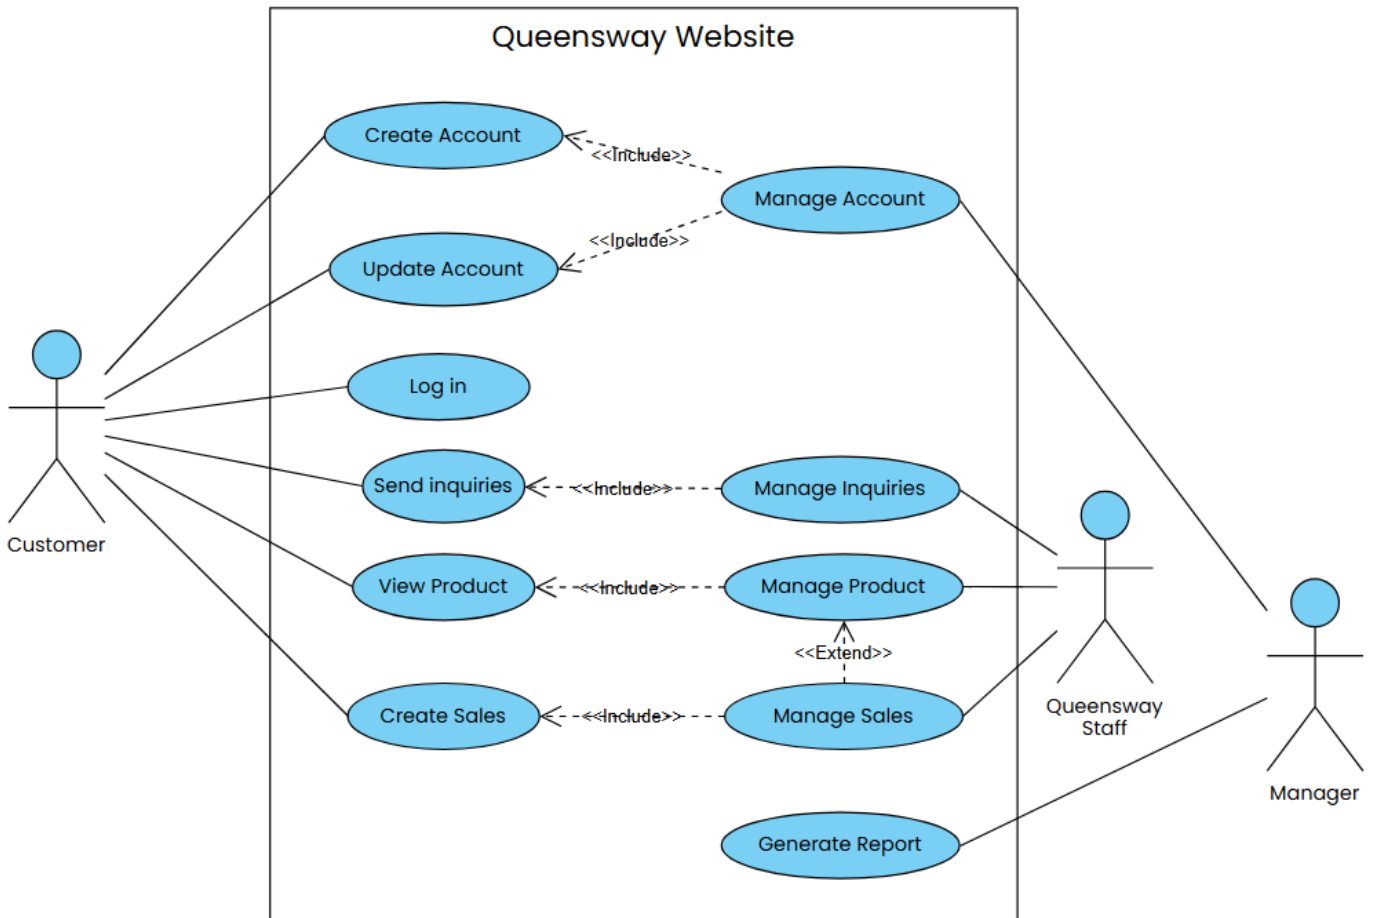 Queensway Website
Create Account
<<Include>>
Manage Account
<<Include>>
Update Account
Log in
Send inquiries
<<Include>>
Manage Inquiries
Customer
View Product
<<Include>>
Manage Product
<<Extend>>
Create Sales
<<Include>>
Manage Sales
Queensway
Staff
Manager
Generate Report